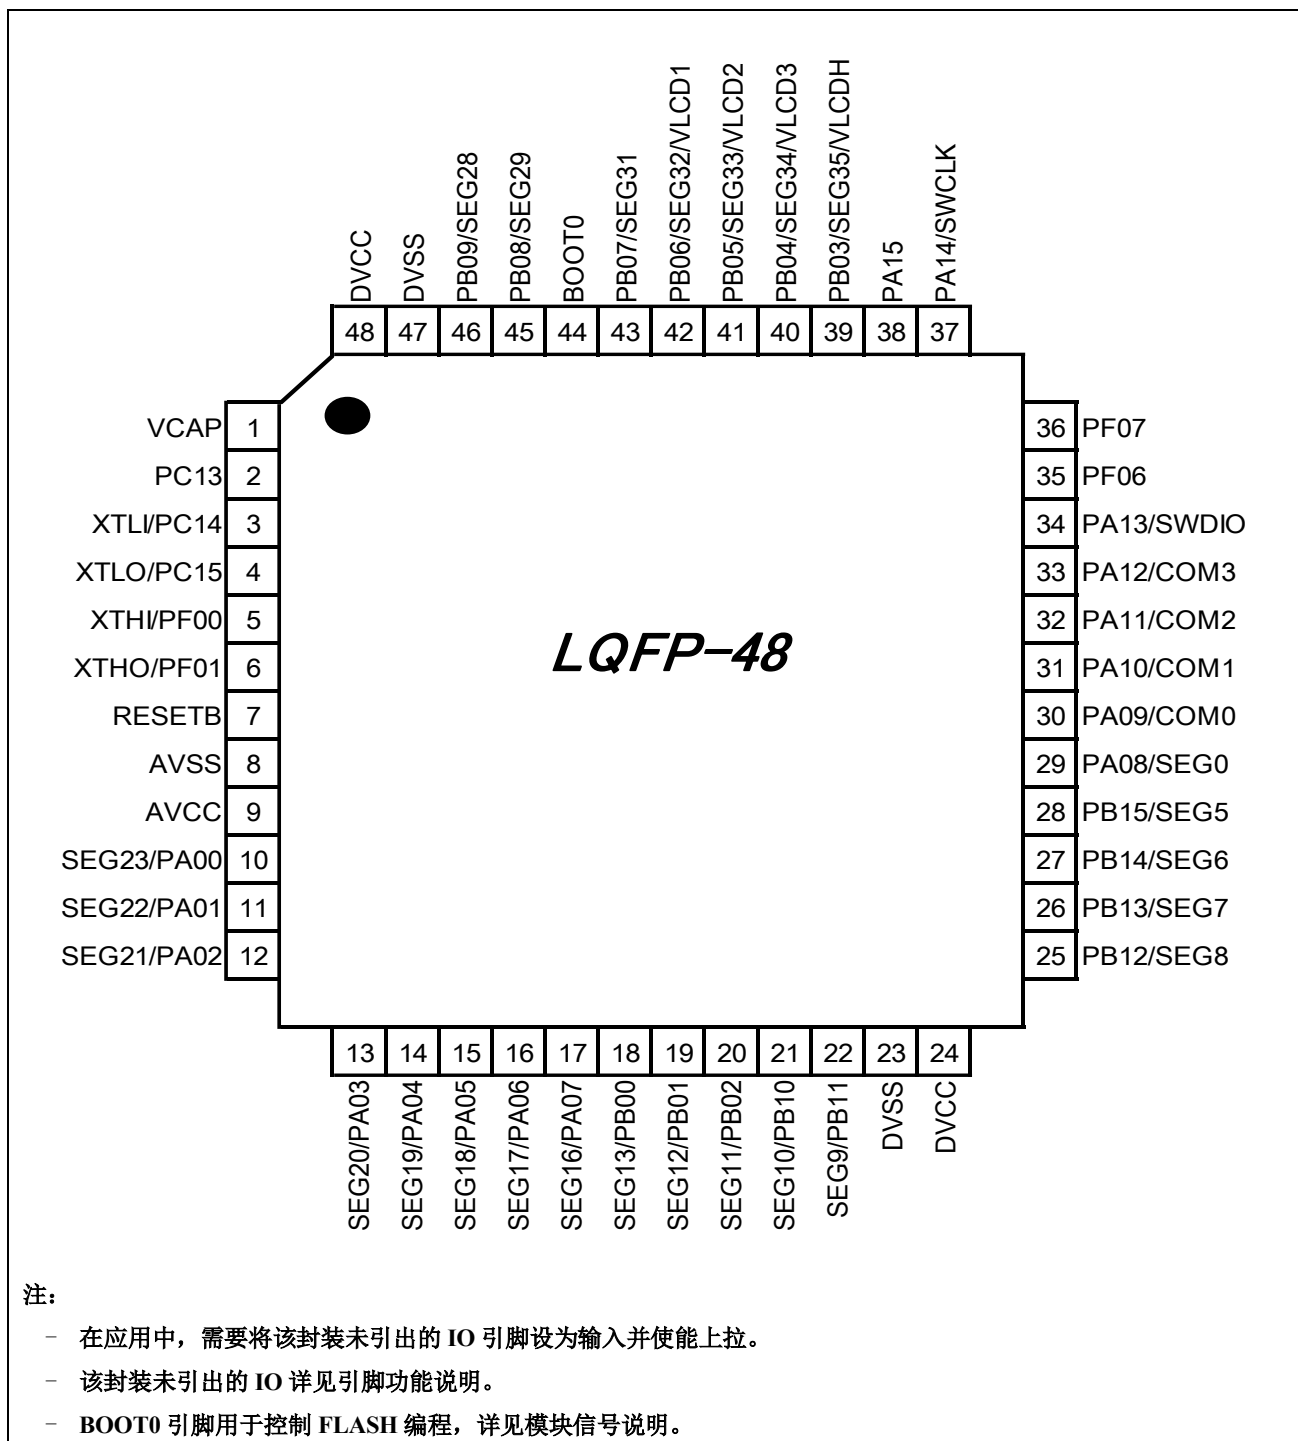 DVCC
DVSS
PB09/SEG28
PB08/SEG29
BOOT0
PB07/SEG31
PB06/SEG32/VLCD1
PB05/SEG33/VLCD2
PB04/SEG34/VLCD3
PB03/SEG35/VLCDH
PA15
PA14/SWCLK
48 47 46 45 44 43 42 41 40 39 38 37
VCAP 1
PC13 2
XTLI/PC14 3
XTLO/PC15 4
XTHI/PF00 5
XTHO/PF01 6
RESETB 7
AVSS 8
AVCC 9
SEG23/PA00 10
SEG22/PA01 11
SEG21/PA02 12
LQFP-48
36 PF07
35 PF06
34 PA13/SWDIO
33 PA12/COM3
32 PA11/COM2
31 PA10/COM1
30 PA09/COM0
29 PA08/SEG0
28 PB15/SEG5
27 PB14/SEG6
26 PB13/SEG7
25 PB12/SEG8
13 14 15 16 17 18 19 20 21 22 23 24
SEG20/PA03
SEG19/PA04
SEG18/PA05
SEG17/PA06
SEG16/PA07
SEG13/PB00
SEG12/PB01
SEG11/PB02
SEG10/PB10
SEG9/PB11
DVSS
DVCC
注：
- 在应用中，需要将该封装未引出的 IO 引脚设为输入并使能上拉。
- 该封装未引出的 IO 详见引脚功能说明。
- BOOT0 引脚用于控制 FLASH 编程，详见模块信号说明。